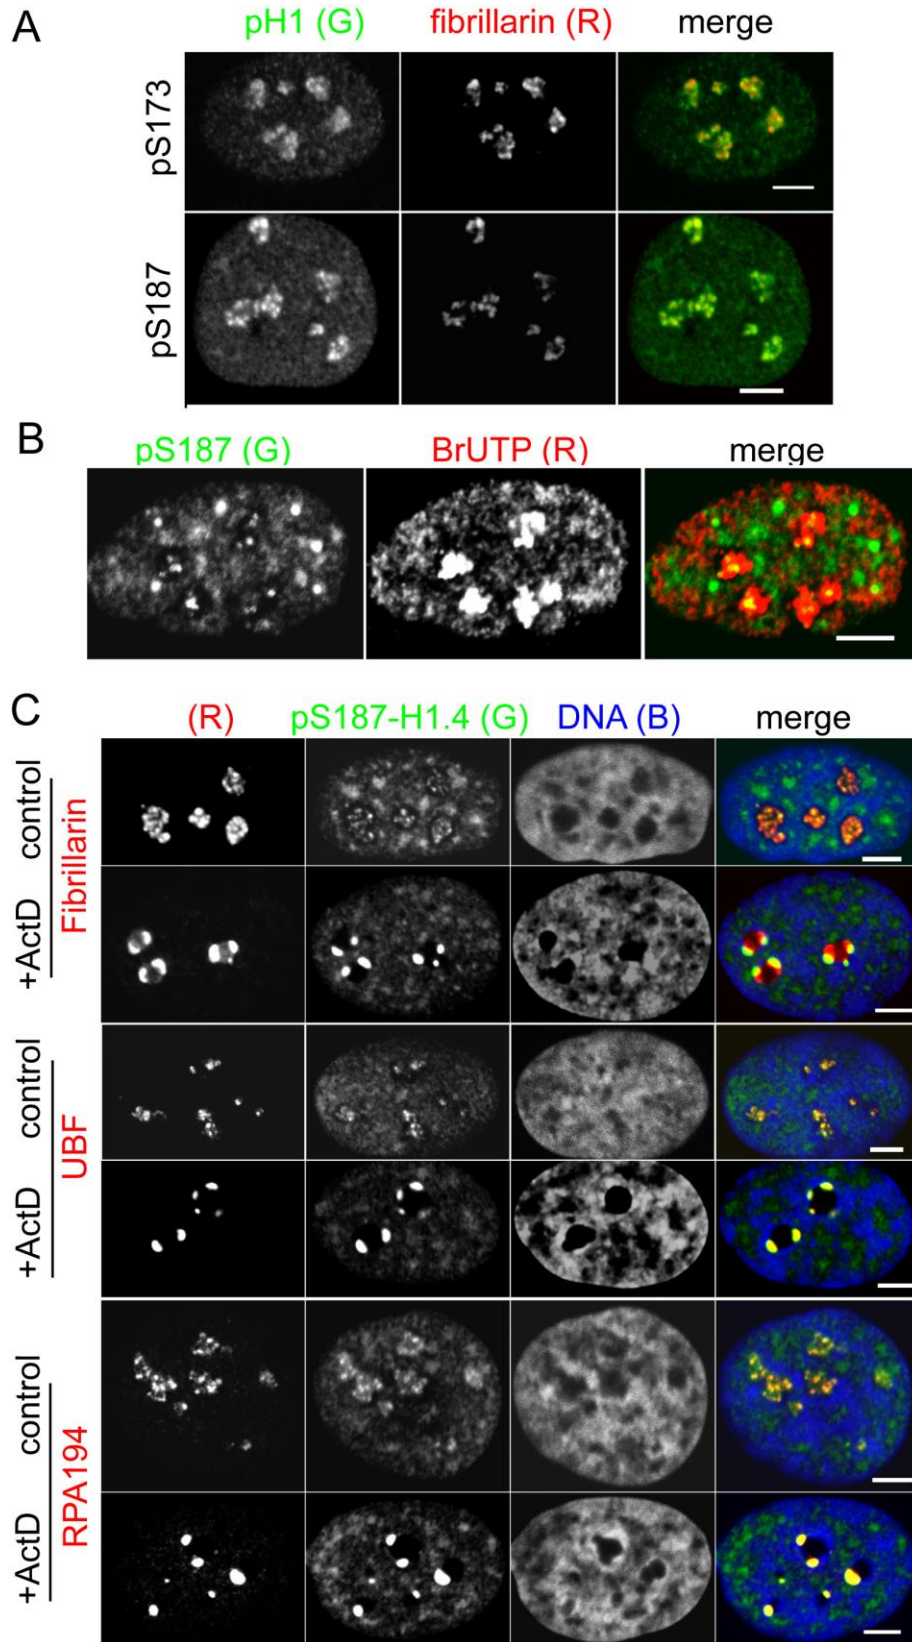 A
pH1 (G) fibrillarin (R) merge
pS173
pS187
B
pS187 (G) BrUTP (R) merge
C
(R) pS187-H1.4 (G) DNA (B) merge
control
+ActD
Fibrillarin
control
+ActD
UBF
control
+ActD
RPA194